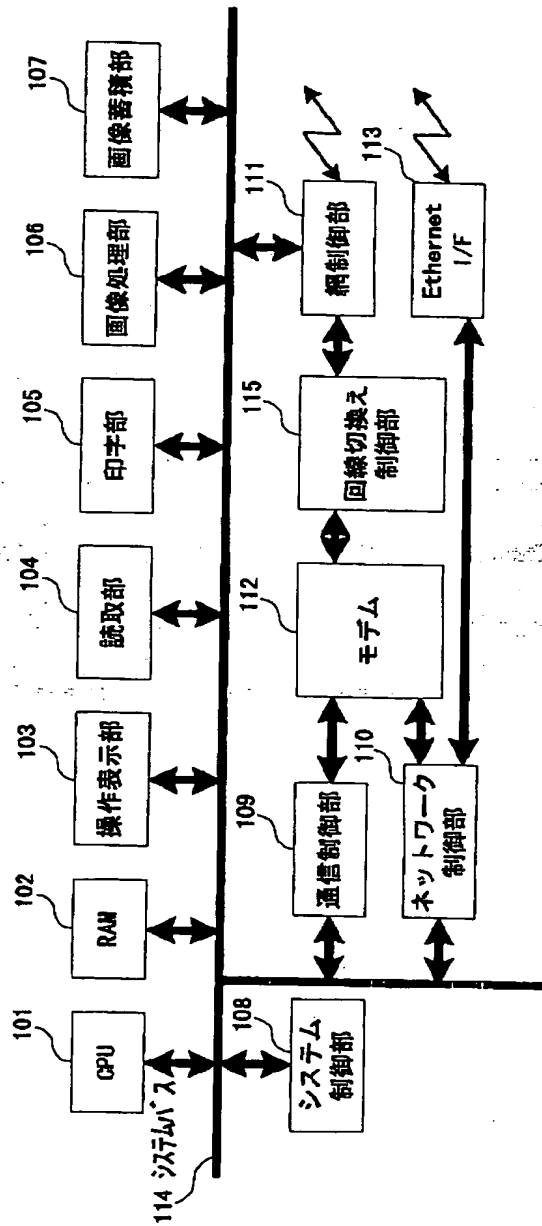 101
CPU
102
RAM
103
操作表示部
104
読取部
105
印字部
106
画像処理部
107
画像蓄積部
114 システムバス
108
システム
制御部
109
通信制御部
110
ネットワーク
制御部
112
モデム
115
回線切換え
制御部
111
網制御部
113
Ethernet
I/F